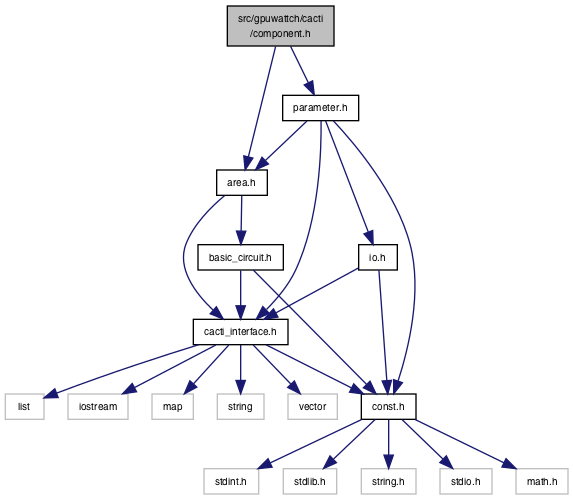 src/gpuwattch/cacti
/component.h
parameter.h
area.h
basic_circuit.h
io.h
cacti_interface.h
list
iostream
map
string
vector
const.h
stdint.h
stdlib.h
string.h
stdio.h
math.h